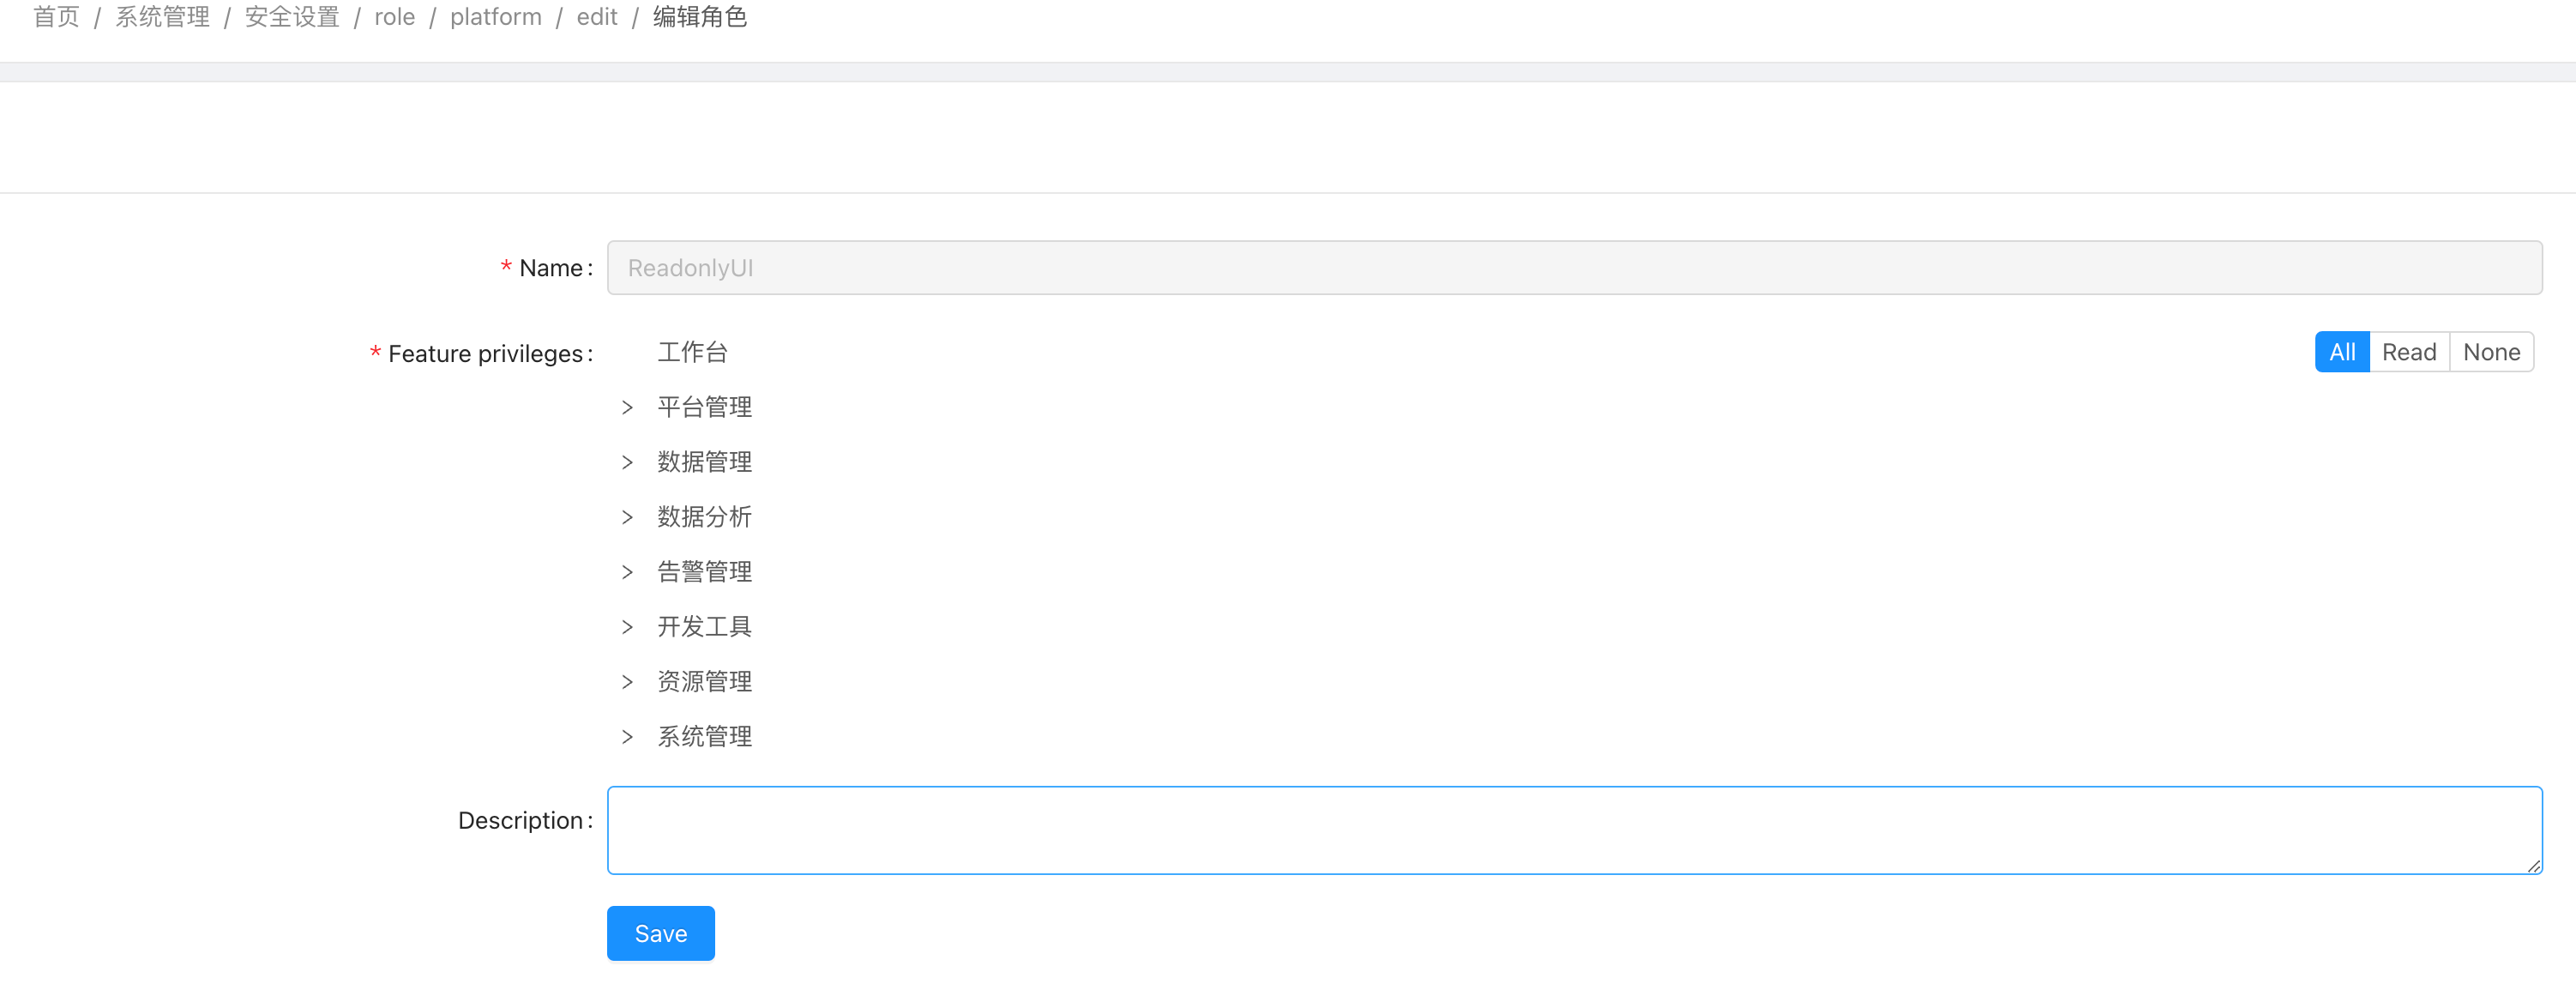 首页 / 系统管理 / 安全设置 / role / platform / edit / 编辑角色
* Name: ReadonlyUI
* Feature privileges: 工作台 All Read None
平台管理
数据管理
数据分析
告警管理
开发工具
资源管理
系统管理
Description:
Save